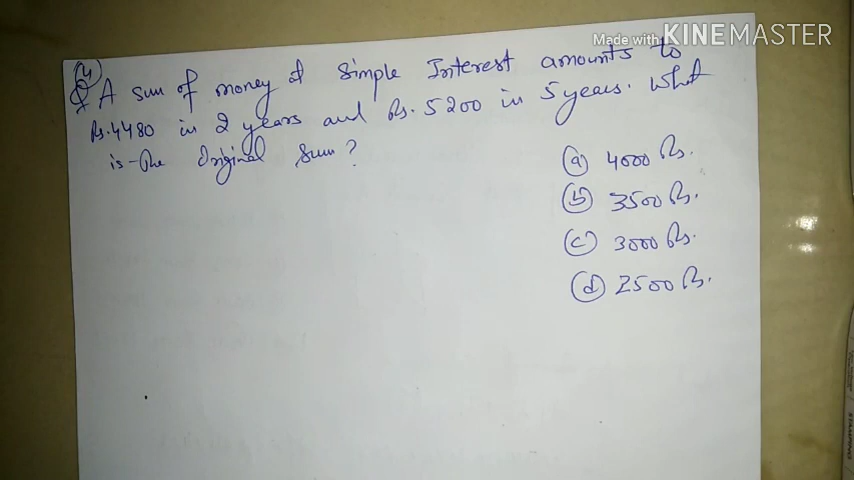 Made with KINEMASTER
(4)
Q A sum of money at Simple Interest amounts to
Rs.4480 in 2 years and Rs.5200 in 5 years. What
is the Original Sum?
(a) 4000 Rs.
(b) 3500 Rs.
(c) 3000 Rs.
(d) 2500 Rs.